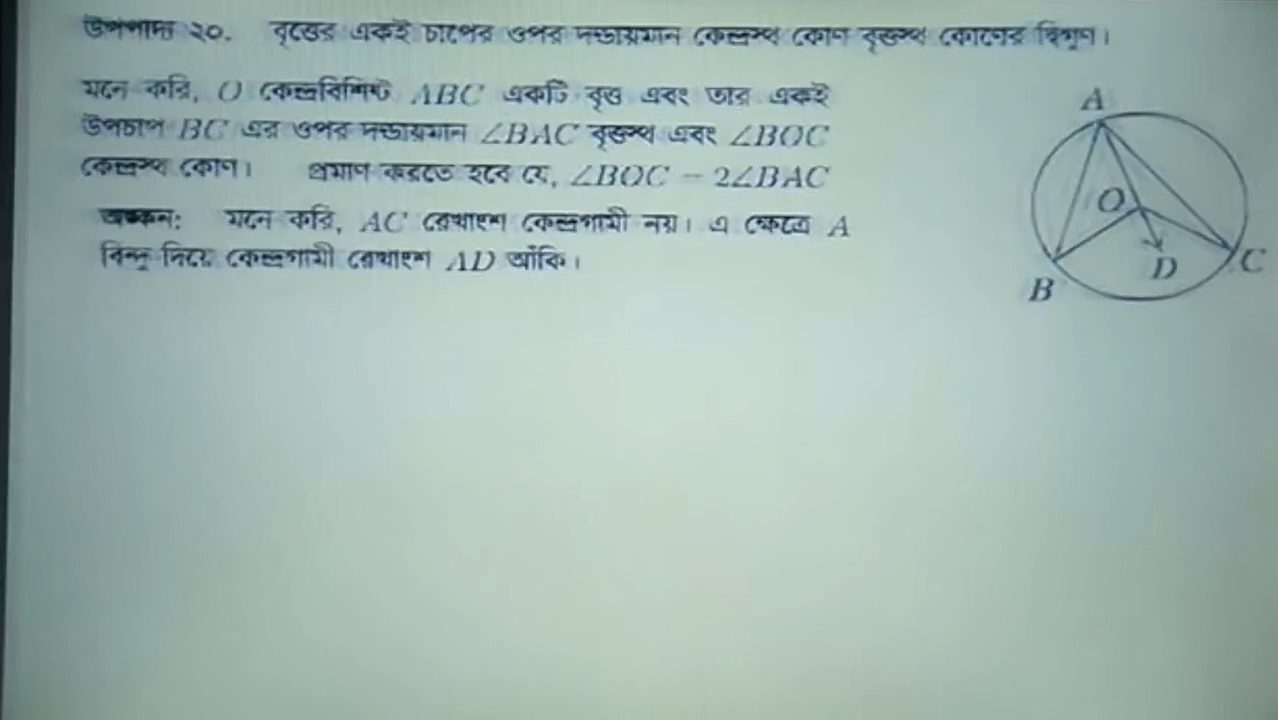 উপপাদ্য ২০. বৃত্তের একই চাপের ওপর দন্ডায়মান কেন্দ্রস্থ কোণ বৃত্তস্থ কোণের দ্বিগুণ।
মনে করি, O কেন্দ্রবিশিষ্ট ABC একটি বৃত্ত এবং তার একই
উপচাপ BC এর ওপর দন্ডায়মান ∠BAC বৃত্তস্থ এবং ∠BOC
কেন্দ্রস্থ কোণ। প্রমাণ করতে হবে যে, ∠BOC = 2∠BAC
অঙ্কন: মনে করি, AC রেখাংশ কেন্দ্রগামী নয়। এ ক্ষেত্রে A
বিন্দু দিয়ে কেন্দ্রগামী রেখাংশ AD আঁকি।
A
O
B
D
C